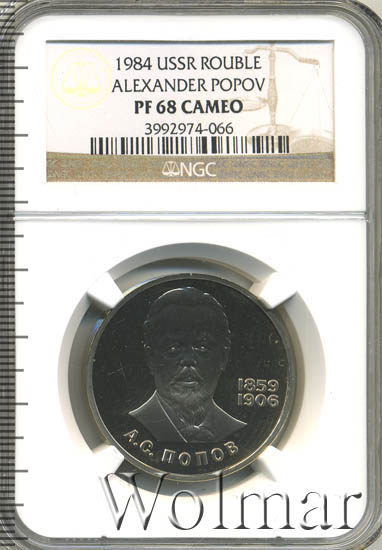 1984 USSR ROUBLE
ALEXANDER POPOV
PF 68 CAMEO
3992974-066
NGC
1859
1906
А.С. ПОПОВ
Wolmar